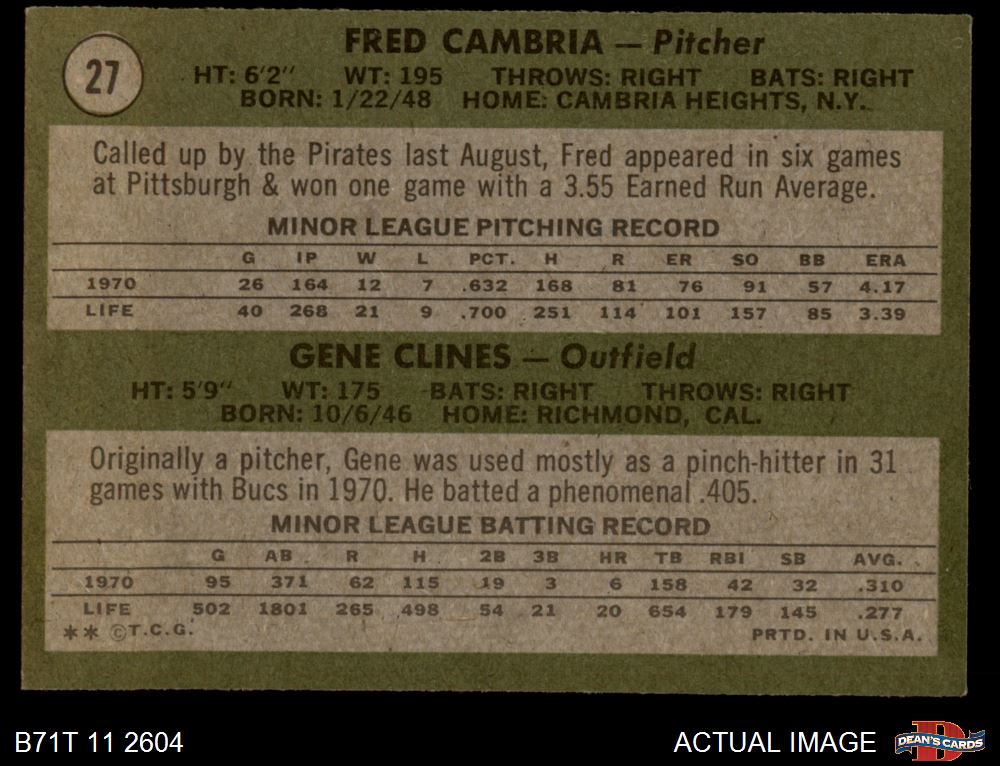 27
FRED CAMBRIA — Pitcher
HT: 6'2" WT: 195 THROWS: RIGHT BATS: RIGHT
BORN: 1/22/48 HOME: CAMBRIA HEIGHTS, N.Y.
Called up by the Pirates last August, Fred appeared in six games
at Pittsburgh & won one game with a 3.55 Earned Run Average.
MINOR LEAGUE PITCHING RECORD
G IP W L PCT. H R ER SO BB ERA
1970 26 164 12 7 .632 168 81 76 91 57 4.17
LIFE 40 268 21 9 .700 251 114 101 157 85 3.39
GENE CLINES — Outfield
HT: 5'9" WT: 175 BATS: RIGHT THROWS: RIGHT
BORN: 10/6/46 HOME: RICHMOND, CAL.
Originally a pitcher, Gene was used mostly as a pinch-hitter in 31
games with Bucs in 1970. He batted a phenomenal .405.
MINOR LEAGUE BATTING RECORD
G AB R H 2B 3B HR TB RBI SB AVG.
1970 95 371 62 115 19 3 6 158 42 32 .310
LIFE 502 1801 265 498 54 21 20 654 179 145 .277
** ©T.C.G. PRTD. IN U.S.A.
B71T 11 2604 ACTUAL IMAGE DEAN'S CARDS